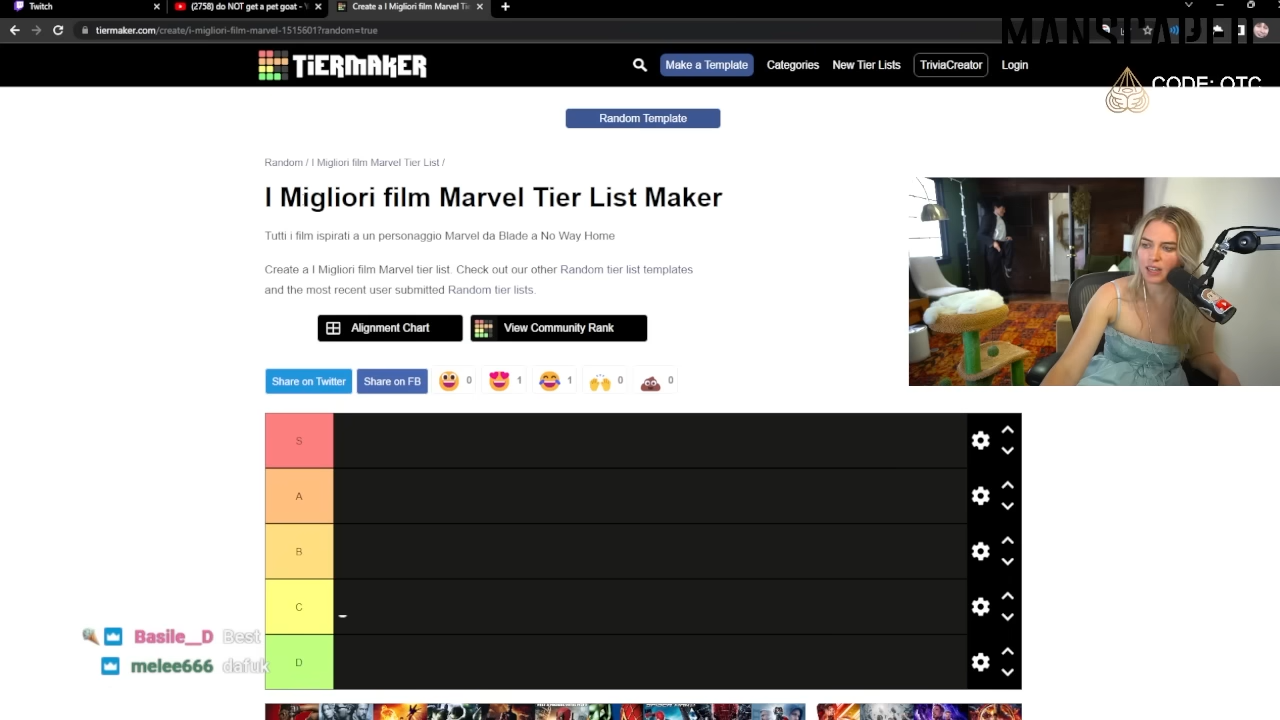 Twitch
(2758) do NOT get a pet goat -
Create a I Migliori film Marvel Tie
tiermaker.com/create/i-migliori-film-marvel-1515601?random=true
MANSCAPED
TIERMAKER
Make a Template
Categories
New Tier Lists
TriviaCreator
Login
CODE: OTC
Random Template
Random / I Migliori film Marvel Tier List /
I Migliori film Marvel Tier List Maker
Tutti i film ispirati a un personaggio Marvel da Blade a No Way Home
Create a I Migliori film Marvel tier list. Check out our other Random tier list templates
and the most recent user submitted Random tier lists.
Alignment Chart
View Community Rank
Share on Twitter
Share on FB
0
1
1
0
0
S
A
B
C
Basile__D Best
D
melee666 dafuk